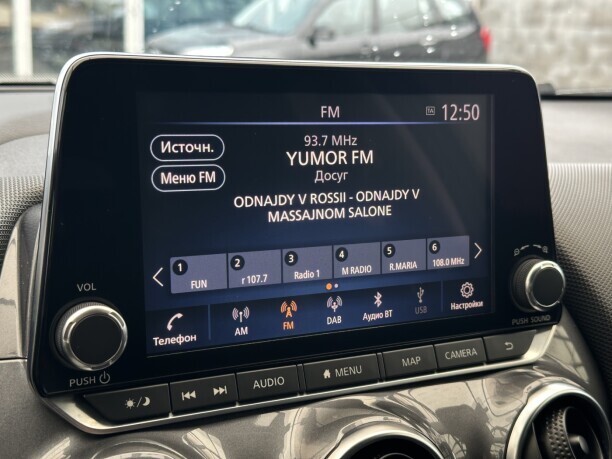 FM
TA
12:50
Источн.
93.7 MHz
YUMOR FM
Меню FM
Досуг
ODNAJDY V ROSSII - ODNAJDY V
MASSAJNOM SALONE
1 FUN
2 r 107.7
3 Radio 1
4 M RADIO
5 R.MARIA
6 108.0 MHz
Телефон
AM
FM
DAB
Аудио BT
USB
Настройки
VOL
PUSH
PUSH SOUND
AUDIO
MENU
MAP
CAMERA